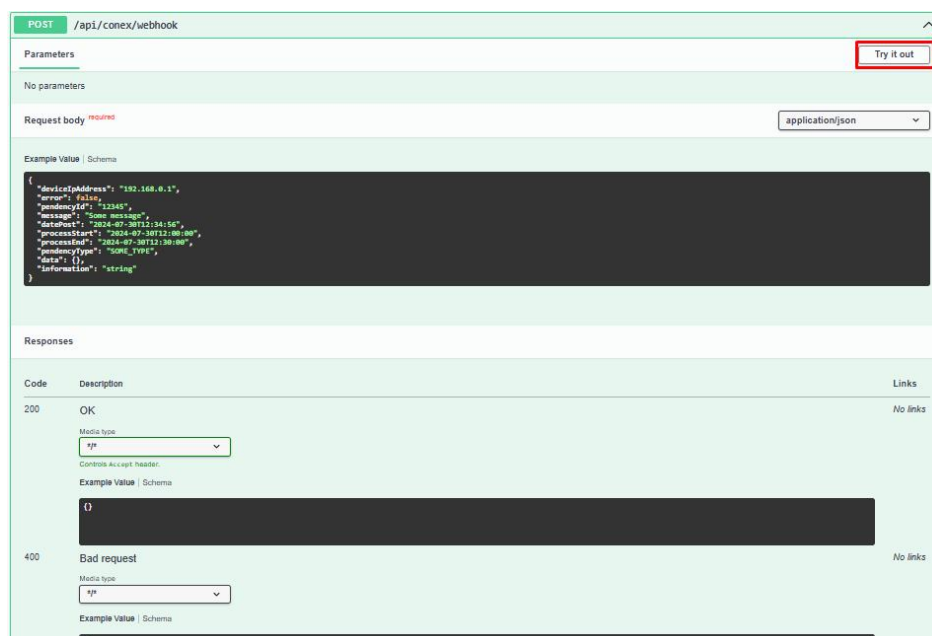 POST /api/conex/webhook
Parameters
Try it out
No parameters
Request body required
application/json
Example Value | Schema
{
"deviceIpAddress": "192.168.0.1",
"error": false,
"pendencyId": "12345",
"message": "Some message",
"datePost": "2024-07-30T12:34:56",
"processStart": "2024-07-30T12:00:00",
"processEnd": "2024-07-30T12:30:00",
"pendencyType": "SOME_TYPE",
"data": {},
"information": "string"
}
Responses
Code Description Links
200 OK No links
Media type
*/*
Controls Accept header.
Example Value | Schema
{}
400 Bad request No links
Media type
*/*
Example Value | Schema